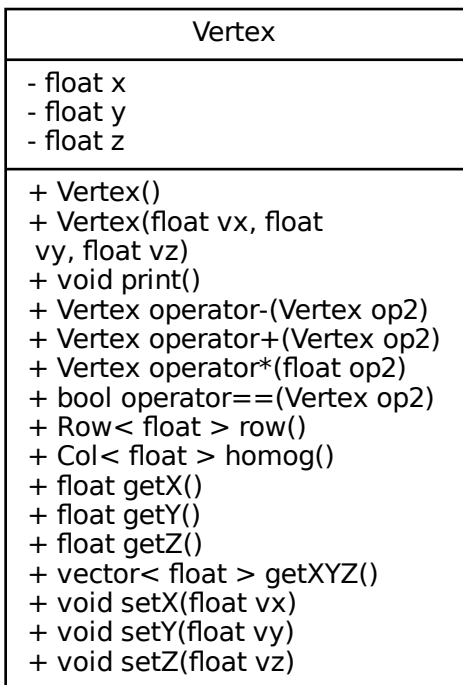 Vertex
- float x
- float y
- float z
+ Vertex()
+ Vertex(float vx, float
vy, float vz)
+ void print()
+ Vertex operator-(Vertex op2)
+ Vertex operator+(Vertex op2)
+ Vertex operator*(float op2)
+ bool operator==(Vertex op2)
+ Row< float > row()
+ Col< float > homog()
+ float getX()
+ float getY()
+ float getZ()
+ vector< float > getXYZ()
+ void setX(float vx)
+ void setY(float vy)
+ void setZ(float vz)